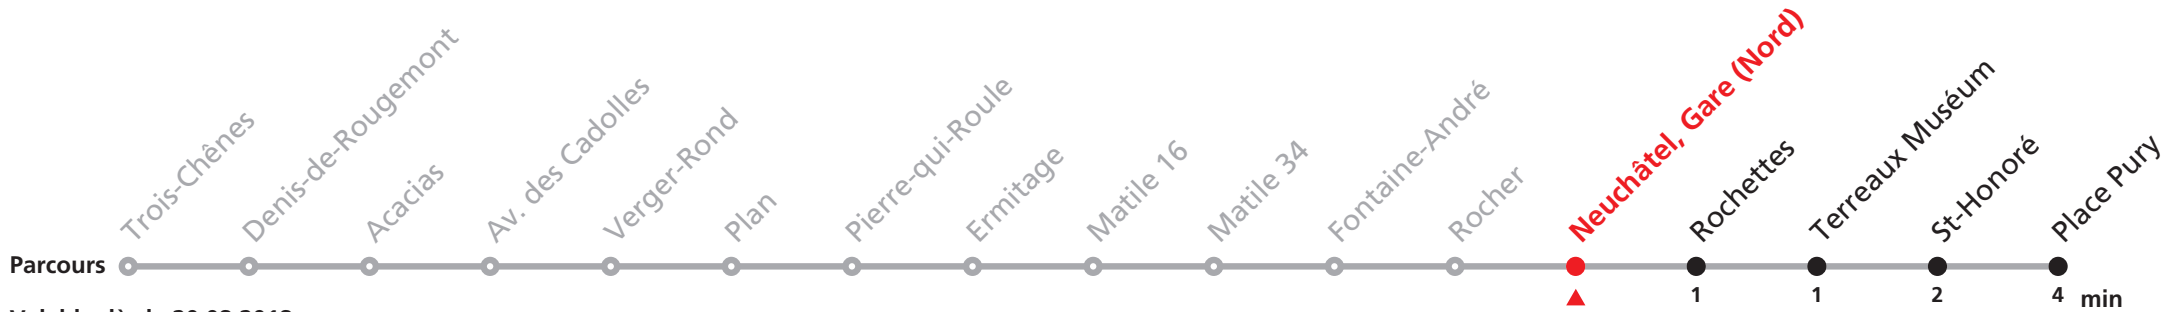 Trois-Chênes
Denis-de-Rougemont
Acacias
Av. des Cadolles
Verger-Rond
Plan
Pierre-qui-Roule
Ermitage
Matile 16
Matile 34
Fontaine-André
Rocher
Neuchâtel, Gare (Nord)
Rochettes
Terreaux Muséum
St-Honoré
Place Pury
Parcours
1 1 2 4 min